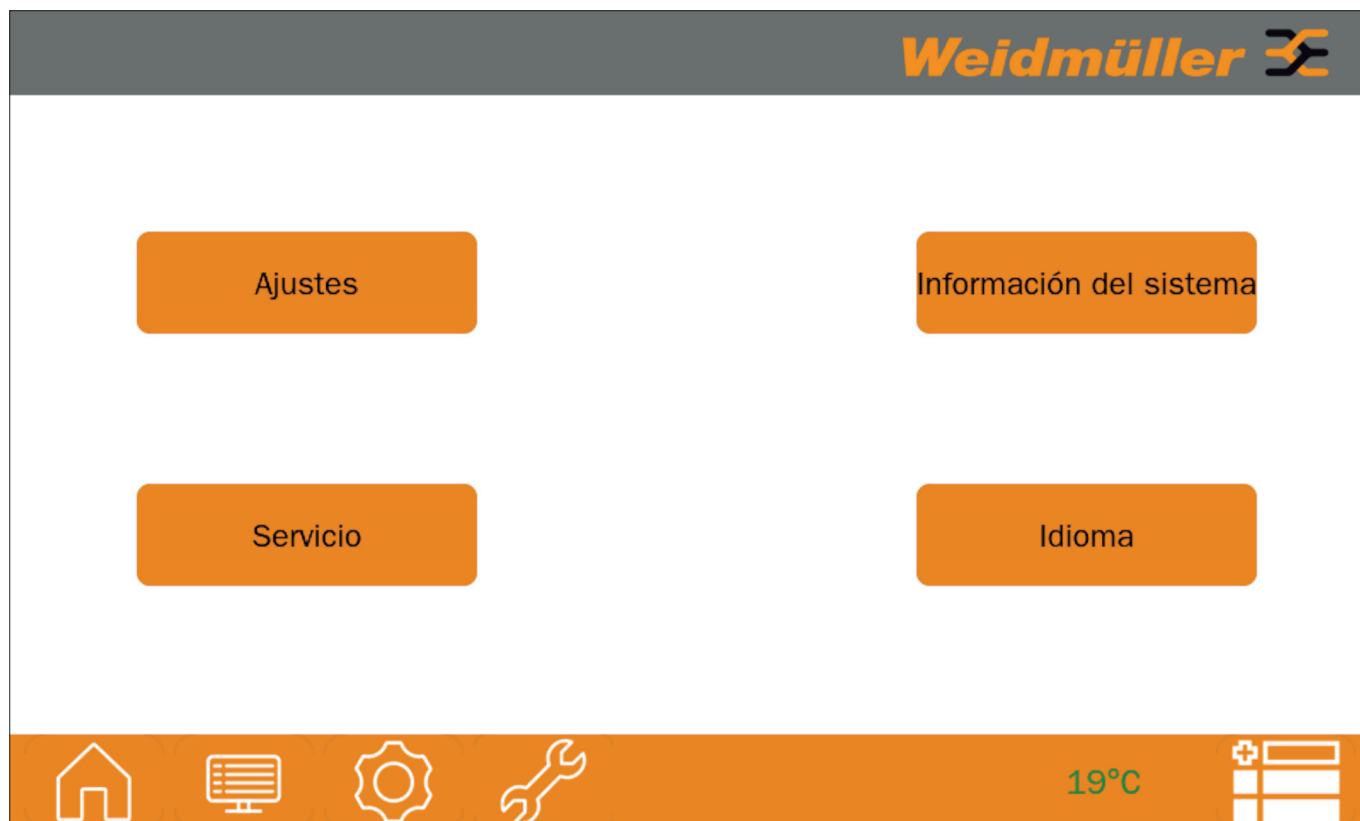 Weidmüller
Ajustes
Información del sistema
Servicio
Idioma
19°C